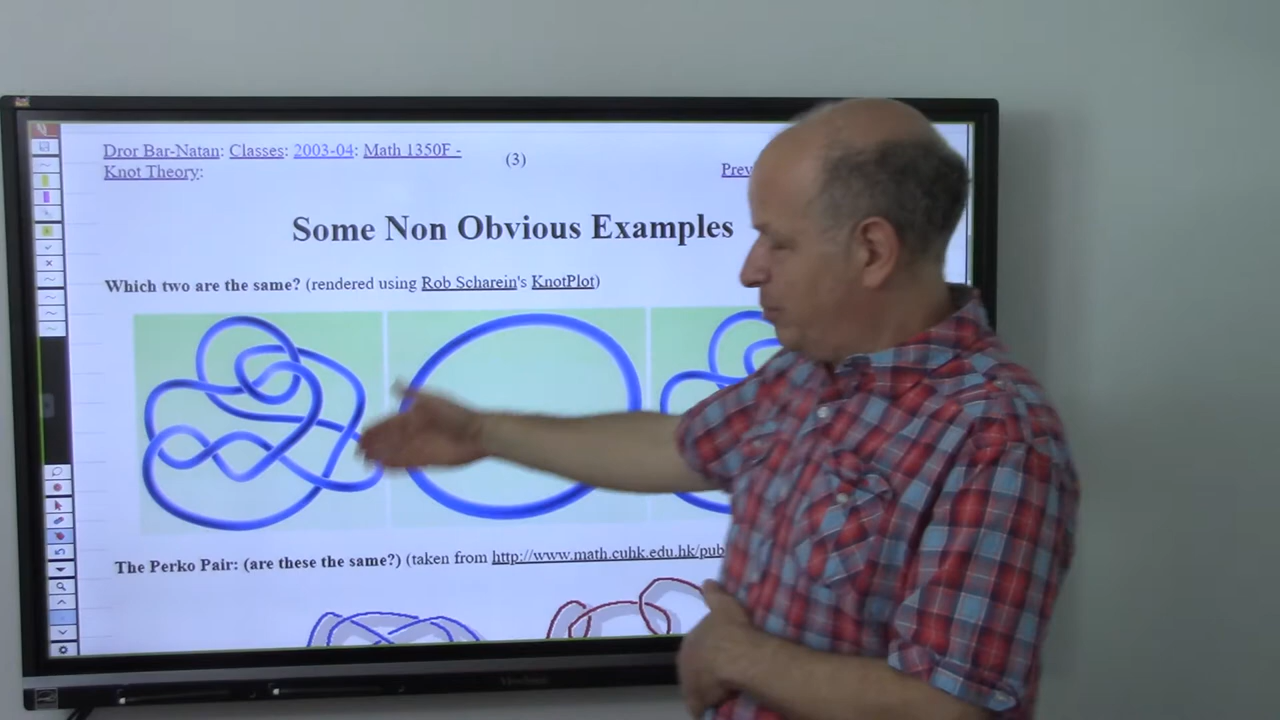 Dror Bar-Natan: Classes: 2003-04: Math 1350F -
Knot Theory:
(3)
Prev
Some Non Obvious Examples
Which two are the same? (rendered using Rob Scharein's KnotPlot)
The Perko Pair: (are these the same?) (taken from http://www.math.cuhk.edu.hk/pub
ViewSonic